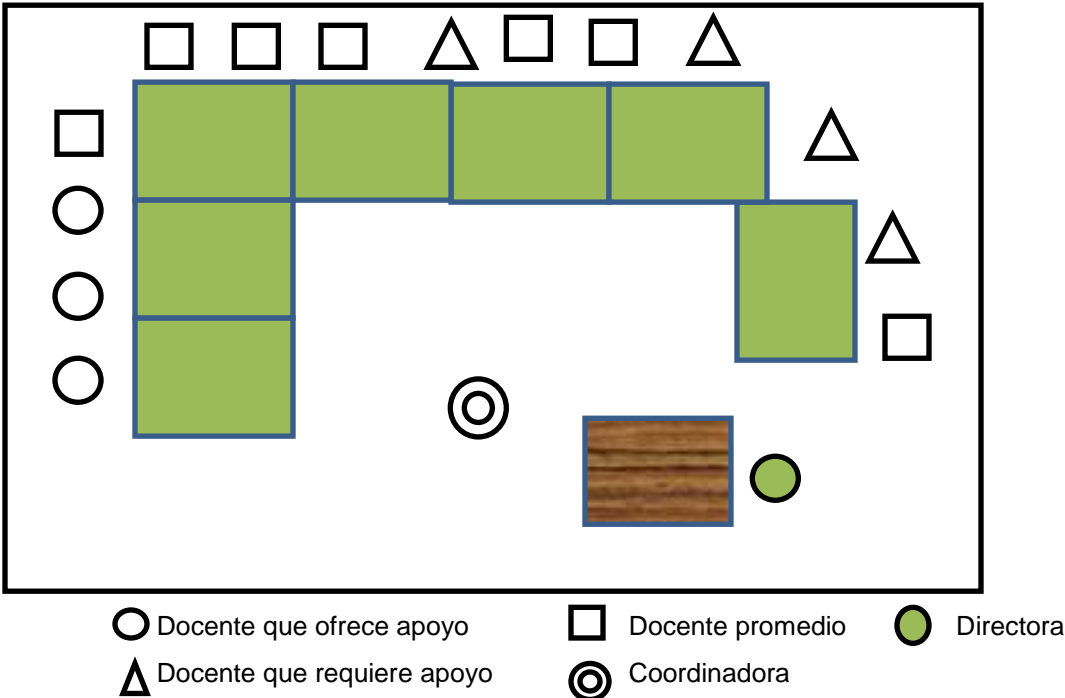 Docente que ofrece apoyo
Docente promedio
Directora
Docente que requiere apoyo
Coordinadora